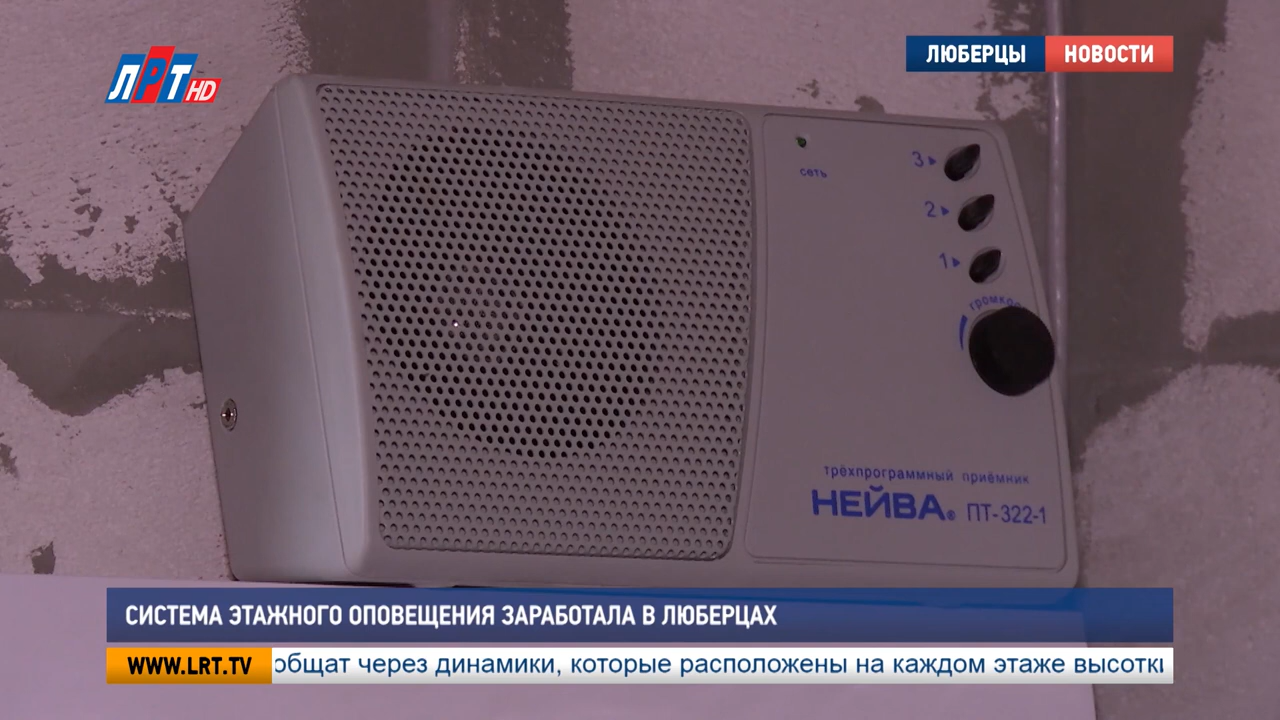 ЛРТ HD
ЛЮБЕРЦЫ НОВОСТИ
сеть
3
2
1
трёхпрограммный приёмник
НЕЙВА® ПТ-322-1
СИСТЕМА ЭТАЖНОГО ОПОВЕЩЕНИЯ ЗАРАБОТАЛА В ЛЮБЕРЦАХ
WWW.LRT.TV
общат через динамики, которые расположены на каждом этаже высотки